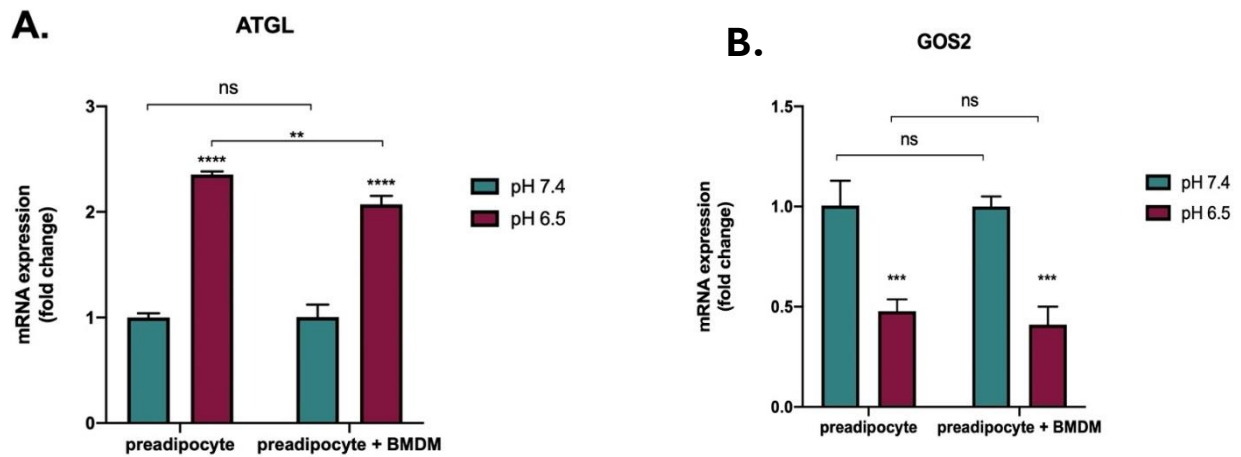 A.
ATGL
mRNA expression
(fold change)
3
2
1
0
ns
**
****
****
preadipocyte
preadipocyte + BMDM
pH 7.4
pH 6.5
B.
GOS2
mRNA expression
(fold change)
1.5
1.0
0.5
0.0
ns
ns
***
***
preadipocyte
preadipocyte + BMDM
pH 7.4
pH 6.5